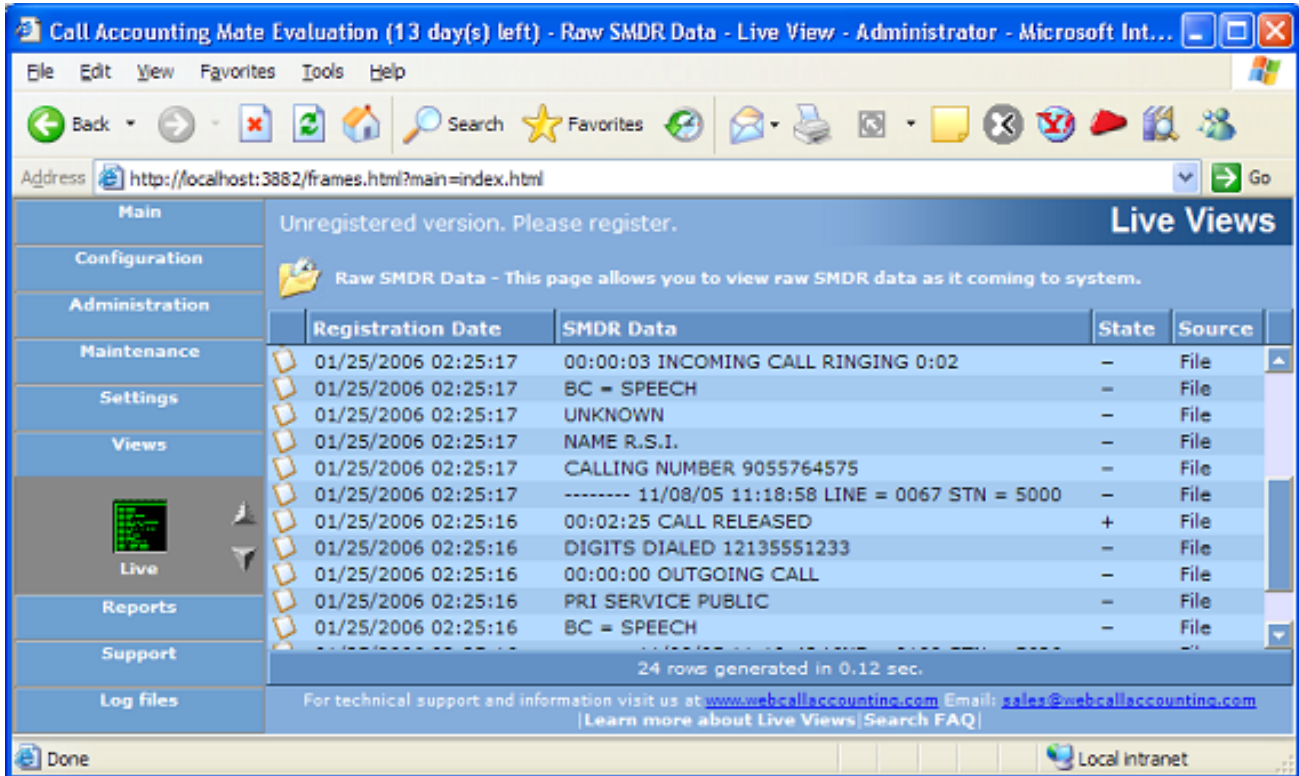 Call Accounting Mate Evaluation (13 day(s) left) - Raw SMDR Data - Live View - Administrator - Microsoft Int...
File Edit View Favorites Tools Help
Back Search Favorites
Address http://localhost:3882/frames.html?main=index.html Go
Main
Configuration
Administration
Maintenance
Settings
Views
Live
Reports
Support
Log files
Unregistered version. Please register. Live Views
Raw SMDR Data - This page allows you to view raw SMDR data as it coming to system.
Registration Date SMDR Data State Source
01/25/2006 02:25:17 00:00:03 INCOMING CALL RINGING 0:02 – File
01/25/2006 02:25:17 BC = SPEECH – File
01/25/2006 02:25:17 UNKNOWN – File
01/25/2006 02:25:17 NAME R.S.I. – File
01/25/2006 02:25:17 CALLING NUMBER 9055764575 – File
01/25/2006 02:25:17 -------- 11/08/05 11:18:58 LINE = 0067 STN = 5000 – File
01/25/2006 02:25:16 00:02:25 CALL RELEASED + File
01/25/2006 02:25:16 DIGITS DIALED 12135551233 – File
01/25/2006 02:25:16 00:00:00 OUTGOING CALL – File
01/25/2006 02:25:16 PRI SERVICE PUBLIC – File
01/25/2006 02:25:16 BC = SPEECH – File
24 rows generated in 0.12 sec.
For technical support and information visit us at www.webcallaccounting.com Email: sales@webcallaccounting.com
|Learn more about Live Views|Search FAQ|
Done Local intranet